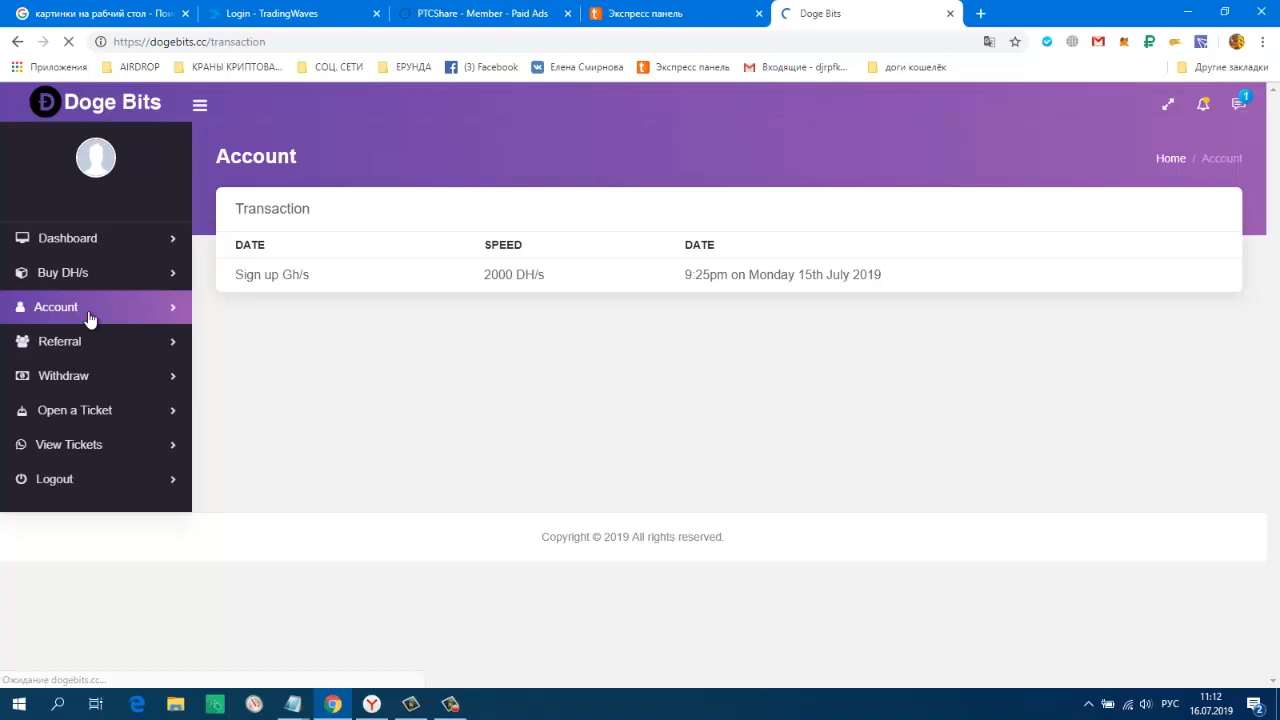 картинки на рабчий стол - Пои
Login - TradingWaves
PTCShare - Member - Paid Ads
Экспресс панель
Doge Bits
https://dogebits.cc/transaction
Приложения
AIRDROP
КРАНЫ КРИПТОВА...
СОЦ. СЕТИ
ЕРУНДА
(3) Facebook
Елена Смирнова
Экспресс панель
Входящие - djrpfk...
доги кошелёк
Другие закладки
Doge Bits
1
Account
Home / Account
Transaction
DATE SPEED DATE
Sign up Gh/s 2000 DH/s 9:25pm on Monday 15th July 2019
Dashboard
Buy DH/s
Account
Referral
Withdraw
Open a Ticket
View Tickets
Logout
Copyright © 2019 All rights reserved.
Ожидание dogebits.cc...
РУС
11:12
16.07.2019
2